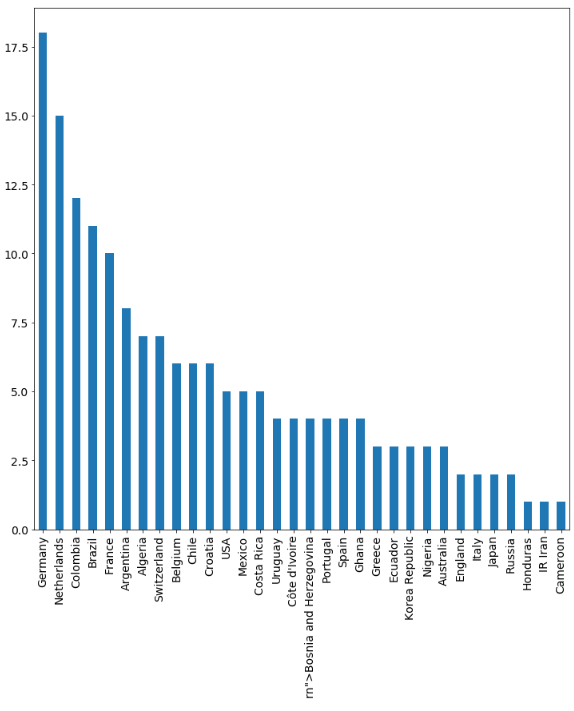 17.5
15.0
12.5
10.0
7.5
5.0
2.5
0.0
Germany
Netherlands
Colombia
Brazil
France
Argentina
Algeria
Switzerland
Belgium
Chile
Croatia
USA
Mexico
Costa Rica
Uruguay
Côte d'Ivoire
rn">Bosnia and Herzegovina
Portugal
Spain
Ghana
Greece
Ecuador
Korea Republic
Nigeria
Australia
England
Italy
Japan
Russia
Honduras
IR Iran
Cameroon